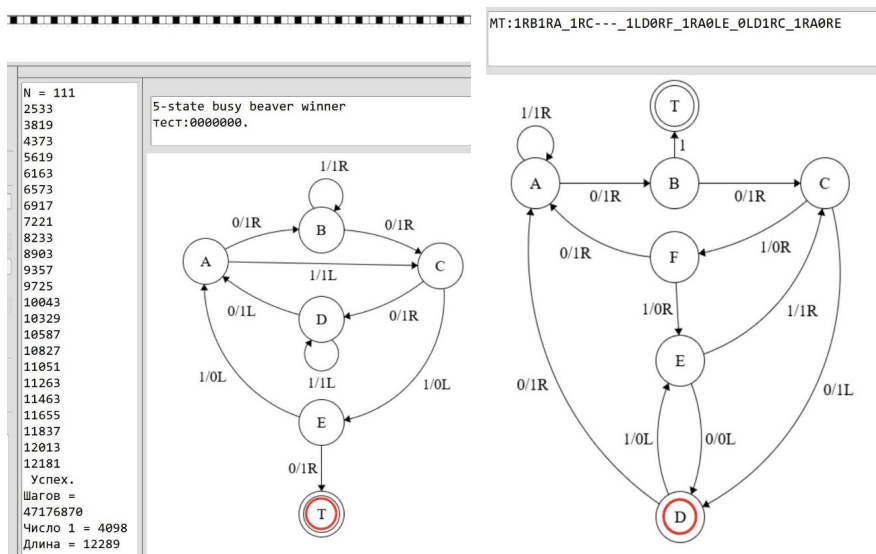 N = 111
2533
3819
4373
5619
6163
6573
6917
7221
8233
8903
9357
9725
10043
10329
10587
10827
11051
11263
11463
11655
11837
12013
12181
Успех.
Шагов =
47176870
Число 1 = 4098
Длина = 12289
5-state busy beaver winner
тест:0000000.
1/1R
0/1R
B
0/1R
A
1/1L
C
0/1L
D
0/1R
1/1L
1/0L
1/0L
E
0/1R
T
МТ:1RB1RA_1RC---_1LD0RF_1RA0LE_0LD1RC_1RA0RE
T
1/1R
1
A
0/1R
B
0/1R
C
0/1R
F
1/0R
1/0R
1/1R
E
0/1R
0/1L
1/0L
0/0L
D